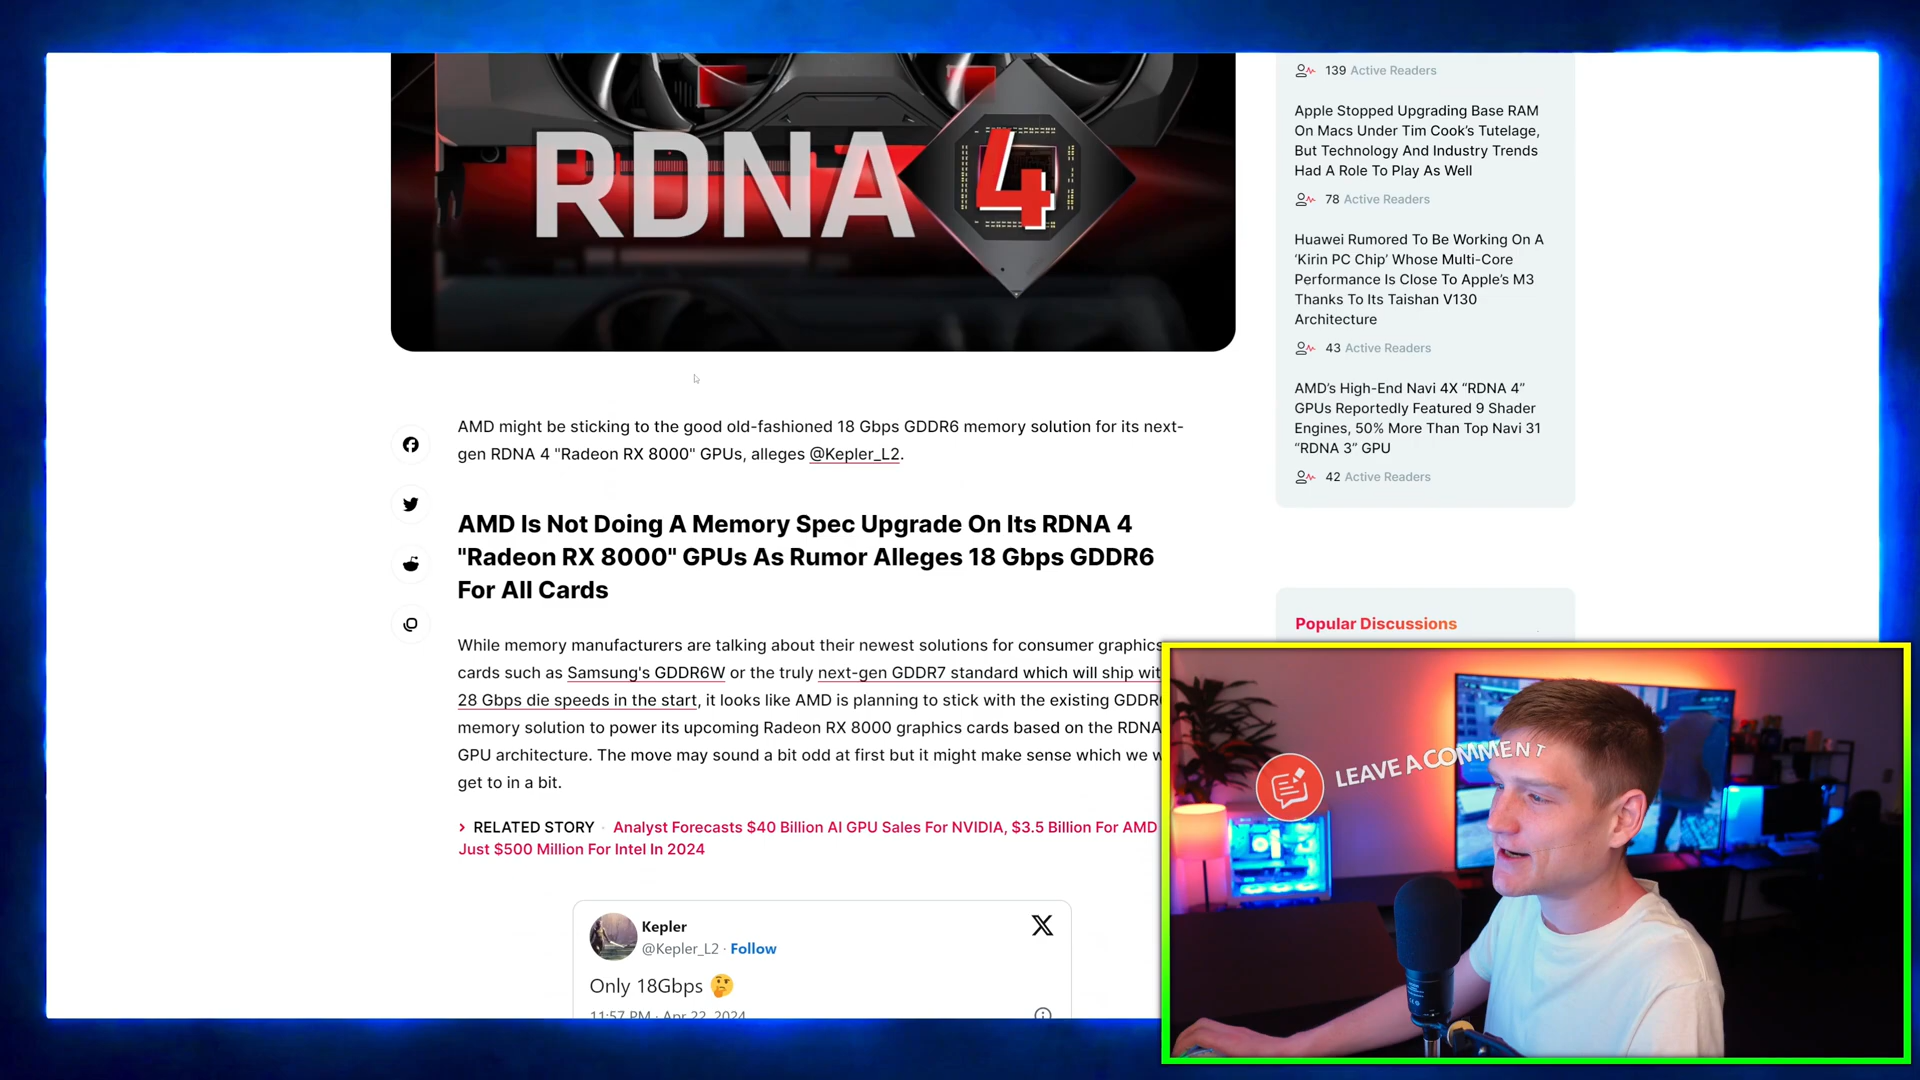 RDNA 4
AMD might be sticking to the good old-fashioned 18 Gbps GDDR6 memory solution for its next-
gen RDNA 4 "Radeon RX 8000" GPUs, alleges @Kepler_L2.
AMD Is Not Doing A Memory Spec Upgrade On Its RDNA 4
"Radeon RX 8000" GPUs As Rumor Alleges 18 Gbps GDDR6
For All Cards
While memory manufacturers are talking about their newest solutions for consumer graphics
cards such as Samsung's GDDR6W or the truly next-gen GDDR7 standard which will ship
28 Gbps die speeds in the start, it looks like AMD is planning to stick with the existing
memory solution to power its upcoming Radeon RX 8000 graphics cards based on the RDNA
GPU architecture. The move may sound a bit odd at first but it might make sense which we
get to in a bit.
> RELATED STORY · Analyst Forecasts $40 Billion AI GPU Sales For NVIDIA, $3.5 Billion For AMD
Just $500 Million For Intel In 2024
Kepler
@Kepler_L2 · Follow
Only 18Gbps 🤔
11:57 PM · Apr 22, 2024
139 Active Readers
Apple Stopped Upgrading Base RAM
On Macs Under Tim Cook's Tutelage,
But Technology And Industry Trends
Had A Role To Play As Well
78 Active Readers
Huawei Rumored To Be Working On A
'Kirin PC Chip' Whose Multi-Core
Performance Is Close To Apple's M3
Thanks To Its Taishan V130
Architecture
43 Active Readers
AMD's High-End Navi 4X "RDNA 4"
GPUs Reportedly Featured 9 Shader
Engines, 50% More Than Top Navi 31
"RDNA 3" GPU
42 Active Readers
Popular Discussions
LEAVE A COMMENT